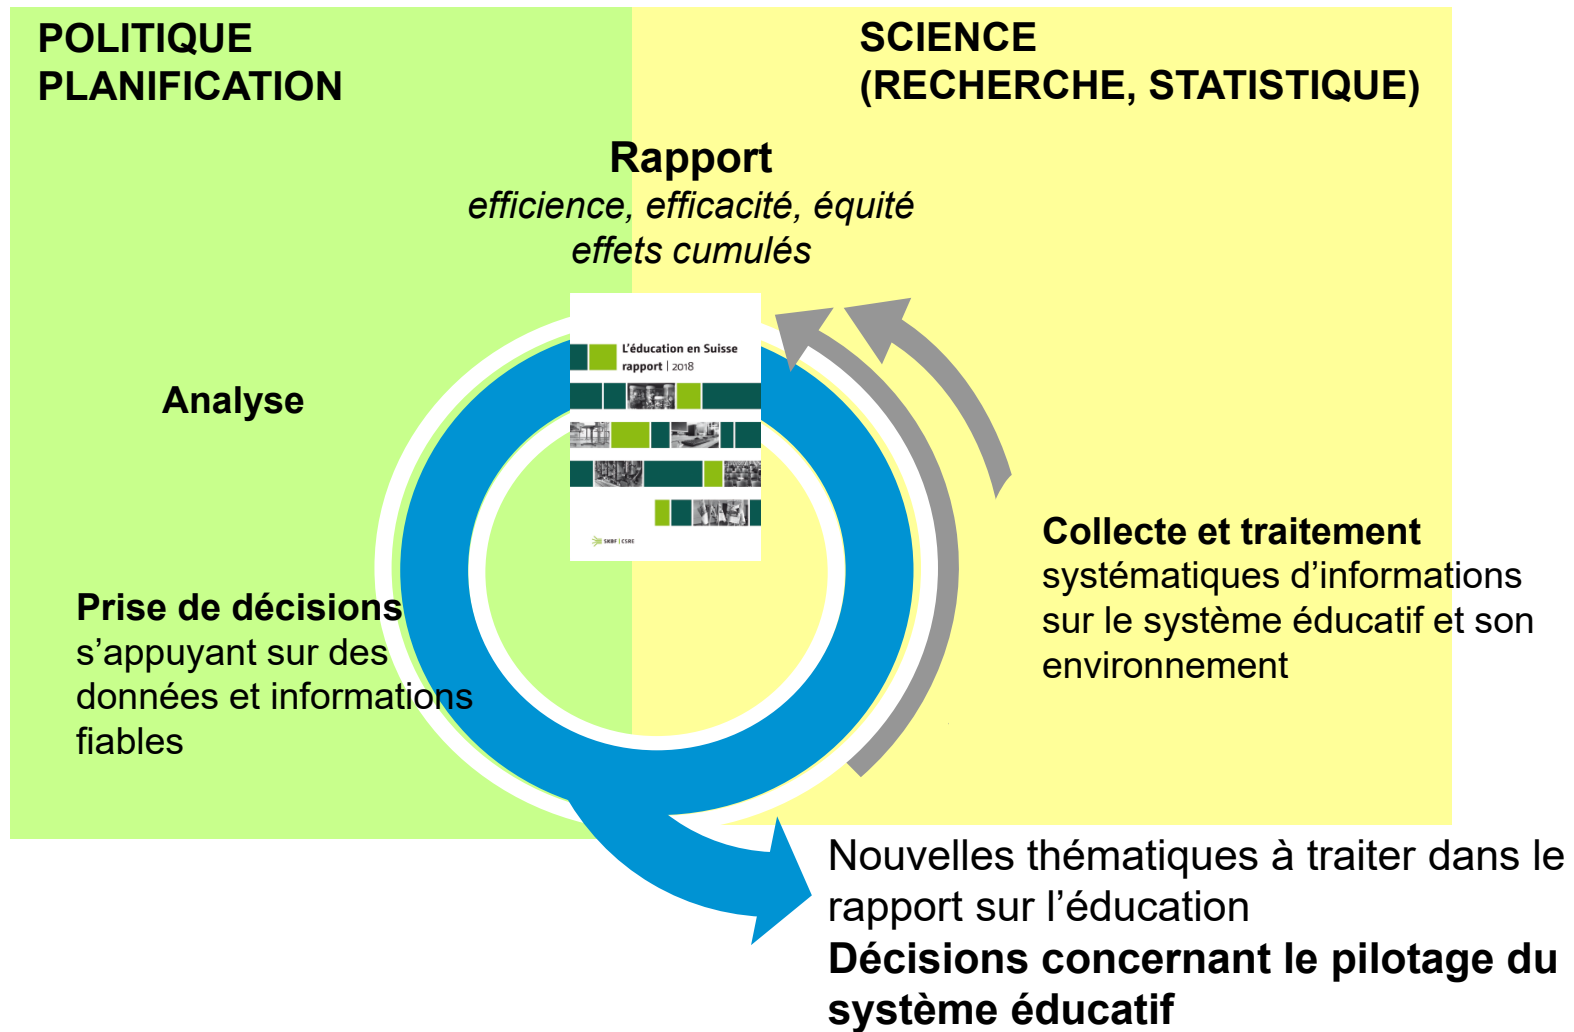 POLITIQUE
PLANIFICATION
SCIENCE
(RECHERCHE, STATISTIQUE)
Rapport
efficience, efficacité, équité
effets cumulés
L'éducation en Suisse
rapport | 2018
SKBF | CSRE
Analyse
Prise de décisions
s’appuyant sur des
données et informations
fiables
Collecte et traitement
systématiques d’informations
sur le système éducatif et son
environnement
Nouvelles thématiques à traiter dans le
rapport sur l’éducation
Décisions concernant le pilotage du
système éducatif